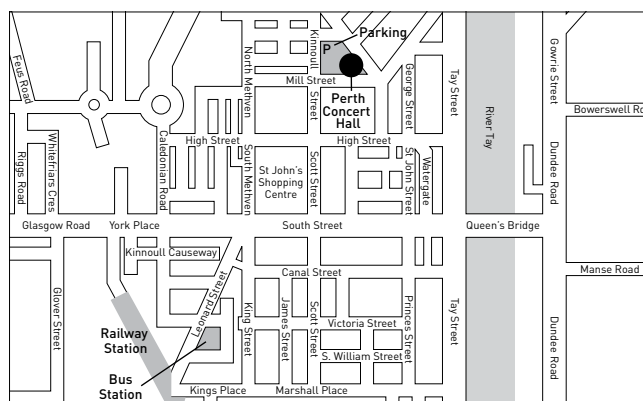 Parking
P
Kinnoull
Street
Feus Road
North Methven
Mill Street
George Street
Tay Street
River Tay
Gowrie Street
Perth
Concert
Hall
Bowerswell Ro
High Street
High Street
Riggs Road
Whitefriars Cres
Caledonian Road
South Methven
St John's
Shopping
Centre
Scott Street
St John Street
Watergate
Dundee Road
Glasgow Road
York Place
South Street
Queen's Bridge
Kinnoull Causeway
Canal Street
Manse Road
Glover Street
Leonard Street
King Street
James Street
Scott Street
Victoria Street
Princes Street
Tay Street
Dundee Road
Railway
Station
S. William Street
Bus
Station
Kings Place
Marshall Place